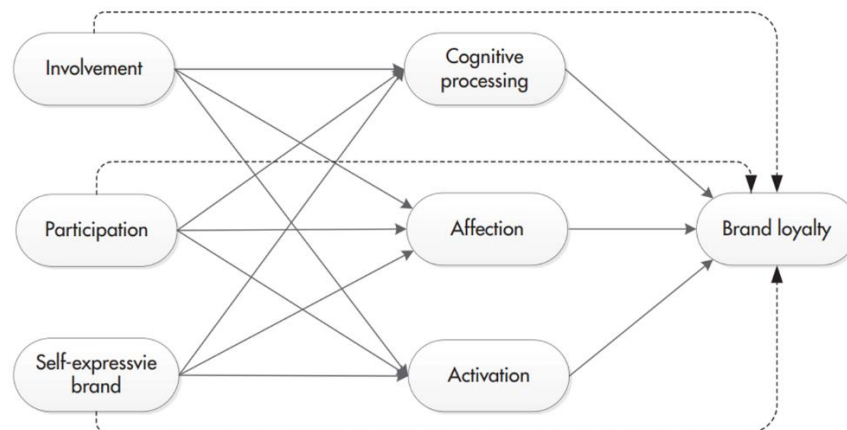 Involvement
Cognitive
processing
Participation
Affection
Brand loyalty
Self-expressvie
brand
Activation